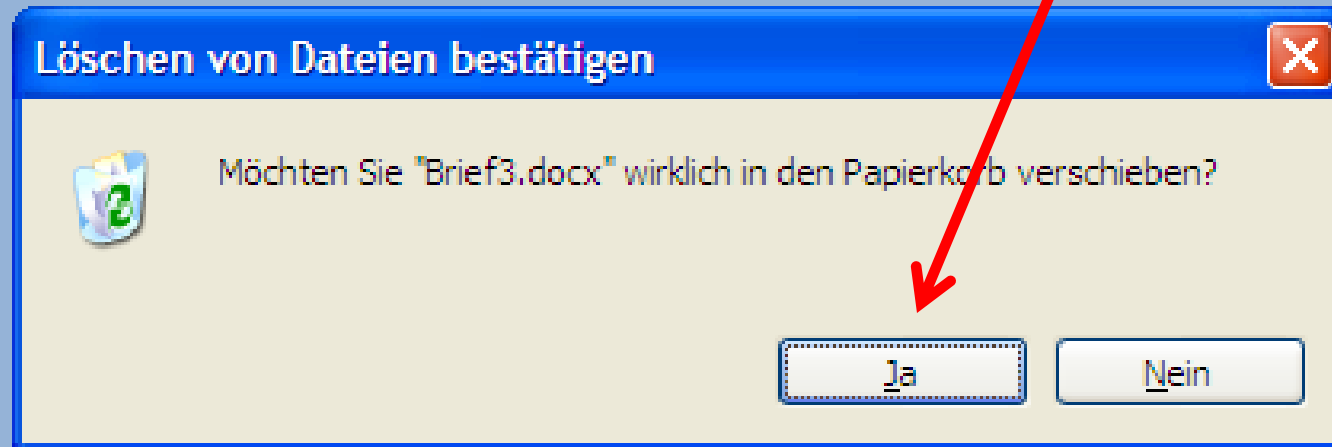 Löschen von Dateien bestätigen
Möchten Sie "Brief3.docx" wirklich in den Papierkorb verschieben?
Ja
Nein